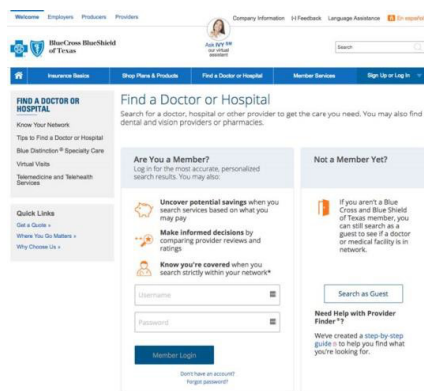 Welcome Employers Producers Providers
Company Information Feedback Language Assistance En español
BlueCross BlueShield
of Texas
Ask IVY
our virtual
assistant
Search
Insurance Basics Shop Plans & Products Find a Doctor or Hospital Member Services Sign Up or Log In
FIND A DOCTOR OR
HOSPITAL
Know Your Network
Tips to Find a Doctor or Hospital
Blue Distinction® Specialty Care
Virtual Visits
Telemedicine and Telehealth
Services
Quick Links
Get a Quote »
Where You Go Matters »
Why Choose Us »
Find a Doctor or Hospital
Search for a doctor, hospital or other provider to get the care you need. You may also find
dental and vision providers or pharmacies.
Are You a Member?
Log in for the most accurate, personalized
search results. You may also:
Uncover potential savings when you
search services based on what you
may pay
Make informed decisions by
comparing provider reviews and
ratings
Know you're covered when you
search strictly within your network*
Username
Password
Member Login
Don't have an account?
Forgot password?
Not a Member Yet?
If you aren't a Blue
Cross and Blue Shield
of Texas member, you
can still search as a
guest to see if a doctor
or medical facility is in
network.
Search as Guest
Need Help with Provider
Finder®?
We've created a step-by-step
guide to help you find what
you're looking for.